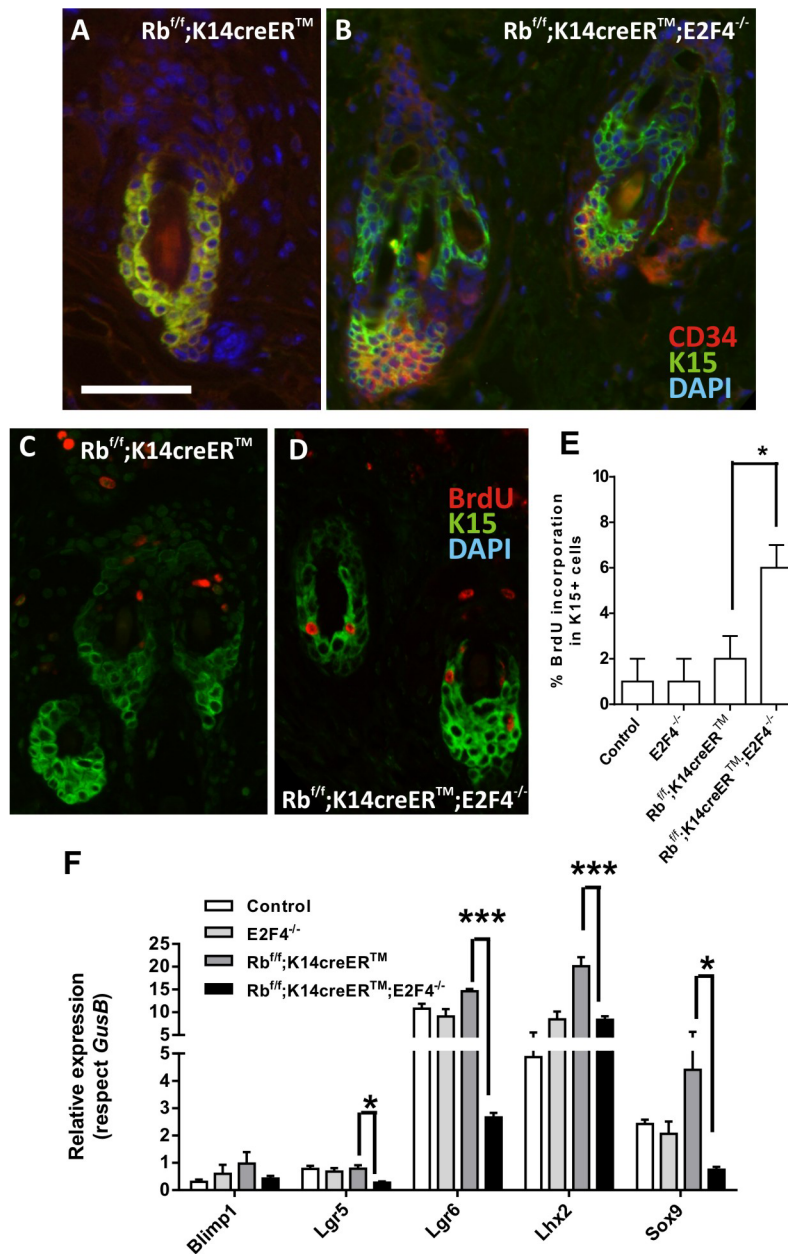 A
Rb^f/f;K14creER^TM
B
Rb^f/f;K14creER^TM;E2F4^-/-
CD34
K15
DAPI
C
Rb^f/f;K14creER^TM
D
BrdU
K15
DAPI
Rb^f/f;K14creER^TM;E2F4^-/-
E
% BrdU incorporation
in K15+ cells
10
8
6
4
2
0
*
Control
E2F4^-/-
Rb^f/f;K14creER^TM
Rb^f/f;K14creER^TM;E2F4^-/-
F
Control
E2F4^-/-
Rb^f/f;K14creER^TM
Rb^f/f;K14creER^TM;E2F4^-/-
Relative expression
(respect GusB)
25
20
15
10
5
5
4
3
2
1
0
*
***
***
*
Blimp1
Lgr5
Lgr6
Lhx2
Sox9